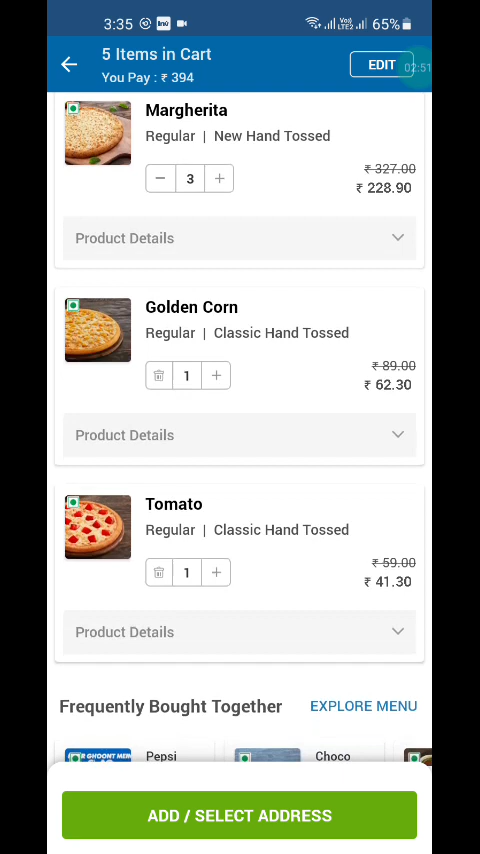 3:35 65%
5 Items in Cart
You Pay : ₹ 394
EDIT
02:51
Margherita
Regular | New Hand Tossed
₹ 327.00
3
₹ 228.90
Product Details
Golden Corn
Regular | Classic Hand Tossed
₹ 89.00
1
₹ 62.30
Product Details
Tomato
Regular | Classic Hand Tossed
₹ 59.00
1
₹ 41.30
Product Details
Frequently Bought Together EXPLORE MENU
Pepsi Choco
ADD / SELECT ADDRESS